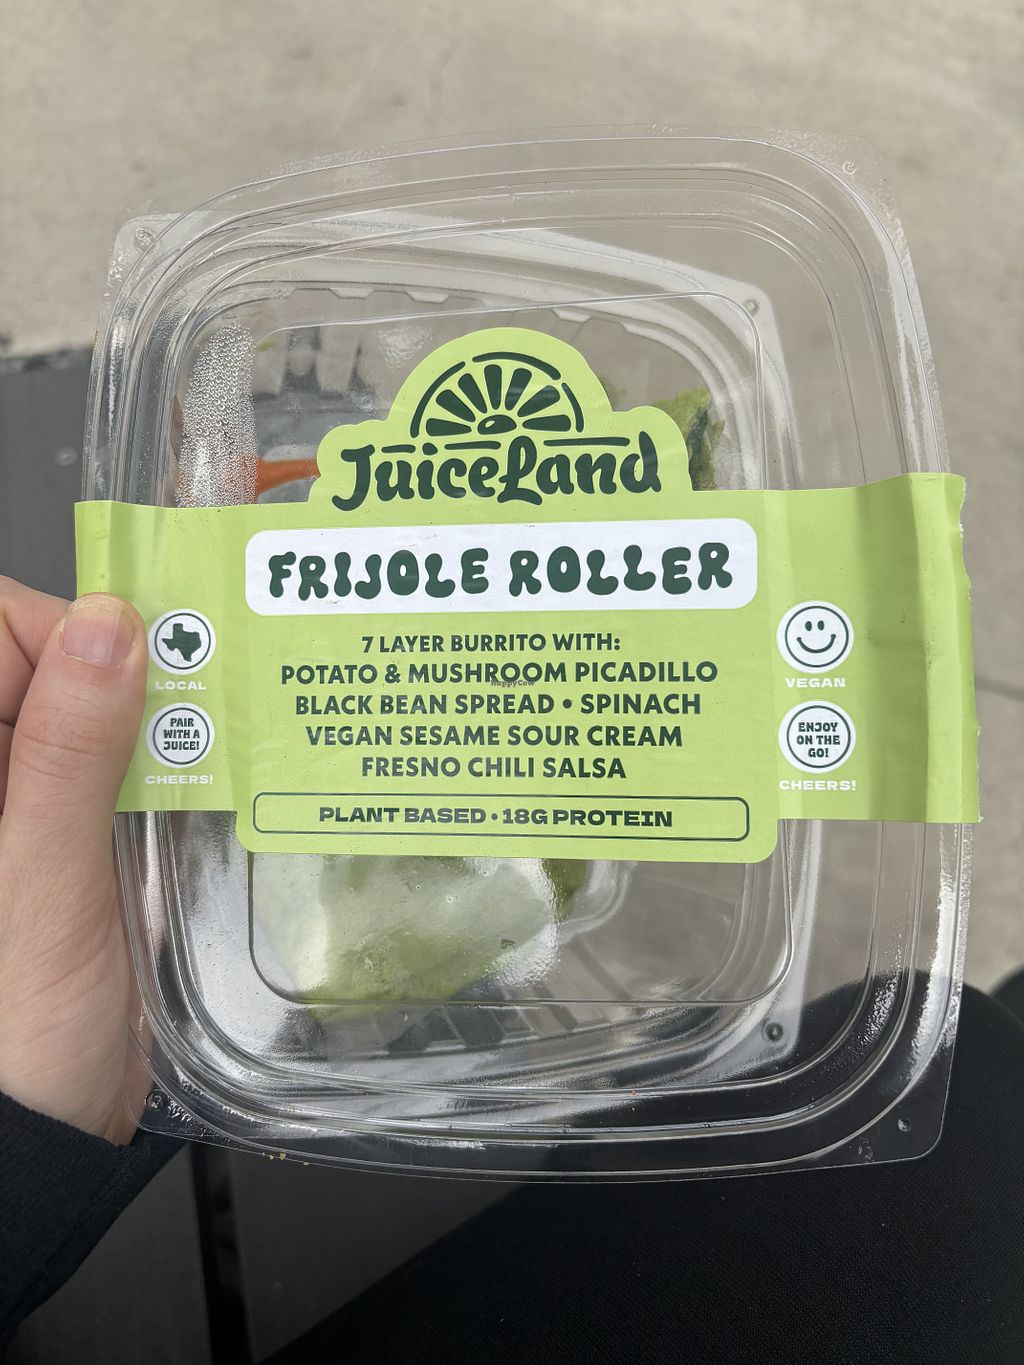 JuiceLand
FRIJOLE ROLLER
7 LAYER BURRITO WITH:
POTATO & MUSHROOM PICADILLO
BLACK BEAN SPREAD • SPINACH
VEGAN SESAME SOUR CREAM
FRESNO CHILI SALSA
PLANT BASED • 18G PROTEIN
LOCAL
PAIR
WITH A
JUICE!
CHEERS!
VEGAN
ENJOY
ON THE
GO!
CHEERS!
HappyCow